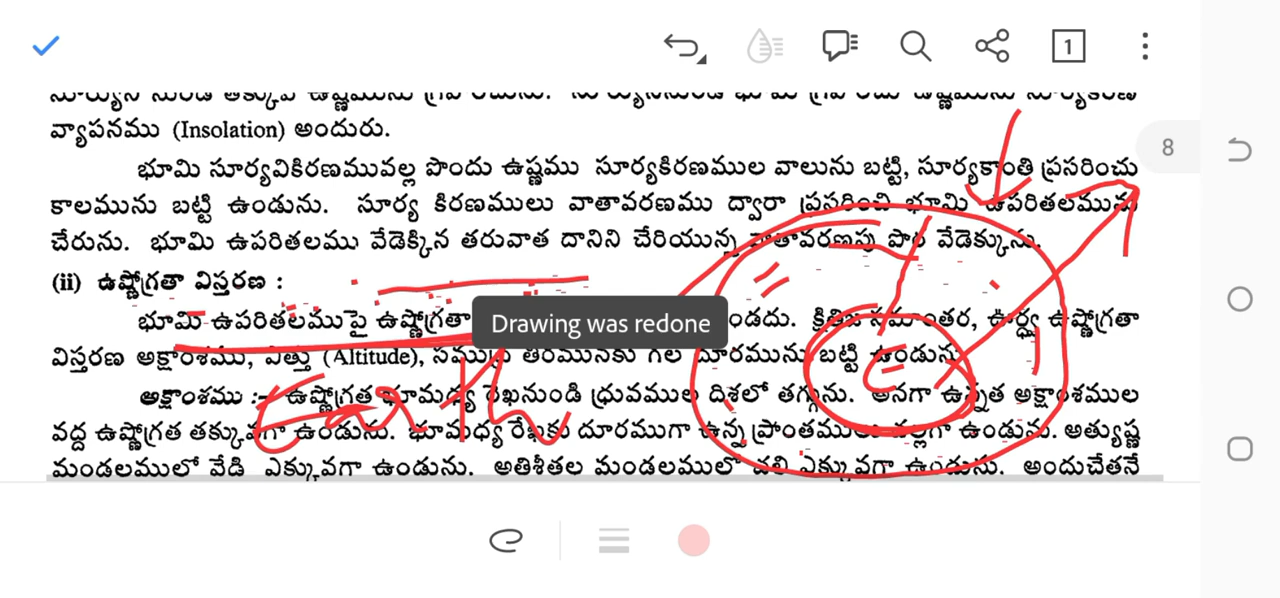 1
8
వ్యాపనము (Insolation) అందురు.
భూమి సూర్యవికిరణమువల్ల పొందు ఉష్ణము సూర్యకిరణముల వాలును బట్టి, సూర్యకాంతి ప్రసరించు
కాలమును బట్టి ఉండును. సూర్య కిరణములు వాతావరణము ద్వారా ప్రసరించి భూమి ఉపరితలమును
చేరును. భూమి ఉపరితలము వేడెక్కిన తరువాత దానిని చేరియున్న వాతావరణపు పొర వేడెక్కును.
(ii) ఉష్ణోగ్రతా విస్తరణ :
భూమి ఉపరితలముపై ఉష్ణోగ్రతా Drawing was redone ండదు. క్షితిజ సమాంతర, ఊర్ధ్వ ఉష్ణోగ్రతా
విస్తరణ అక్షాంశము, ఎత్తు (Altitude), సముద్ర తీరమునకు గల దూరమును బట్టి ఉండును
అక్షాంశము :- ఉష్ణోగ్రత భూమధ్య రేఖనుండి ధ్రువముల దిశలో తగ్గును. అనగా ఉన్నత అక్షాంశముల
Earth
e
వద్ద ఉష్ణోగ్రత తక్కువగా ఉండును. భూమధ్య రేఖకు దూరముగా ఉన్న ప్రాంతములు చల్లగా ఉండును. అత్యుష్ణ
మండలములో వేడి ఎక్కువగా ఉండును. అతిశీతల మండలములో చలి ఎక్కువగా ఉండును. అందుచేతనే